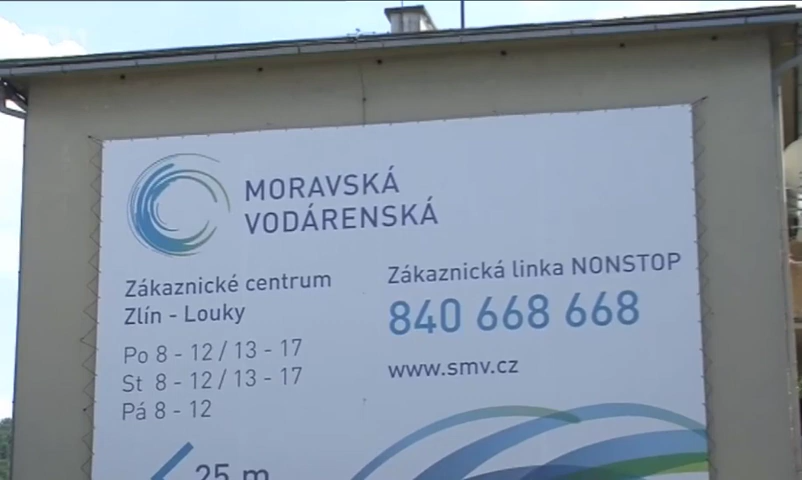 MORAVSKÁ
VODÁRENSKÁ
Zákaznické centrum
Zlín - Louky
Po 8 - 12 / 13 - 17
St 8 - 12 / 13 - 17
Pá 8 - 12
25 m
Zákaznická linka NONSTOP
840 668 668
www.smv.cz